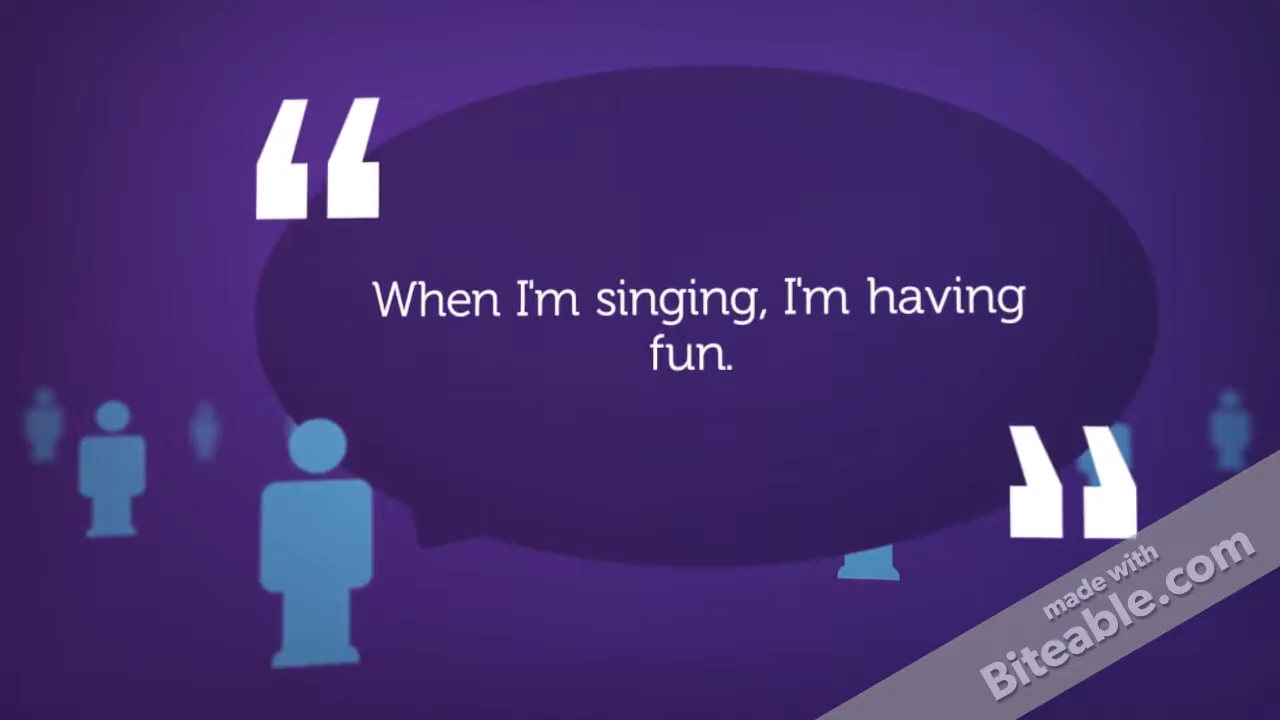 “
When I'm singing, I'm having
fun.
”
made with
Biteable.com